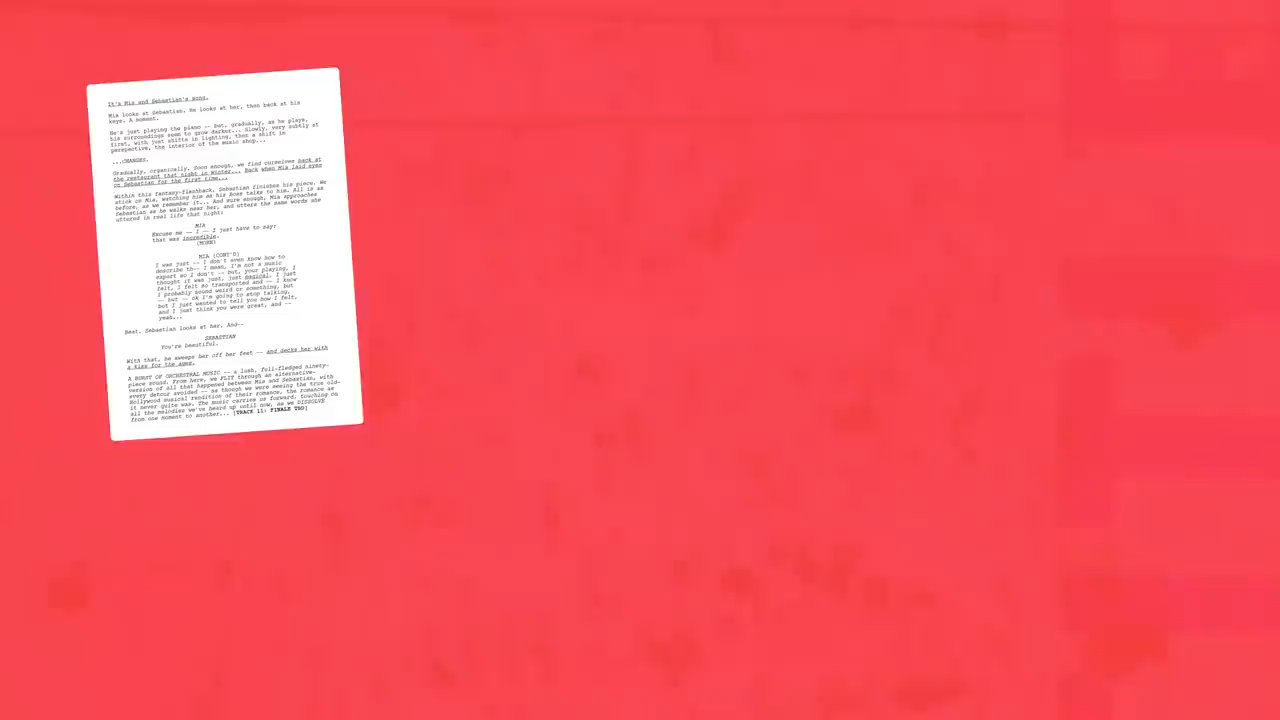 It's Mia and Sebastian's song.
Mia looks at Sebastian. He looks at her, then back at his
keys. A moment.
He's just playing the piano -- but, gradually, as he plays,
his surroundings seem to grow darker... Slowly, very subtly at
first, with just shifts in lighting, then a shift in
perspective, the interior of the music shop...
...CHANGES.
Gradually, organically. Soon enough, we find ourselves back at
the restaurant that night in Winter... Back when Mia laid eyes
on Sebastian for the first time...
Within this fantasy-flashback, Sebastian finishes his piece. We
stick on Mia, watching him as his Boss talks to him. All is as
before, as we remember it... And sure enough, Mia approaches
Sebastian as he walks near her, and utters the same words she
uttered in real life that night:
MIA
Excuse me -- I -- I just have to say:
that was incredible.
(MORE)
MIA (CONT'D)
I was just -- I don't even know how to
describe th-- I mean, I'm not a music
expert so I don't -- but, your playing, I
thought it was just, just magical. I just
felt, I felt so transported and -- I know
I probably sound weird or something, but
-- but -- ok I'm going to stop talking,
but I just wanted to tell you how I felt,
and I just think you were great, and --
yeah...
Beat. Sebastian looks at her. And--
SEBASTIAN
You're beautiful.
With that, he sweeps her off her feet -- and decks her with
a kiss for the ages.
A BURST OF ORCHESTRAL MUSIC -- a lush, full-fledged ninety-
piece sound. From here, we FLIT through an alternative-
version of all that happened between Mia and Sebastian, with
every detour avoided -- as though we were seeing the true old-
Hollywood musical rendition of their romance, the romance as
it never quite was. The music carries us forward, touching on
all the melodies we've heard up until now, as we DISSOLVE
from one moment to another... [TRACK 11: FINALE TBD]